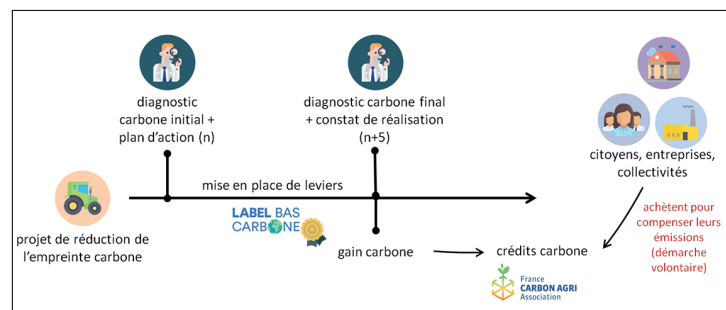 diagnostic
carbone initial +
plan d'action (n)
diagnostic carbone final
+ constat de réalisation
(n+5)
citoyens, entreprises,
collectivités
mise en place de leviers
LABEL BAS
CARBONE
projet de réduction de
l'empreinte carbone
gain carbone
crédits carbone
achètent pour
compenser leurs
émissions
(démarche
volontaire)
France
CARBON AGRI
Association